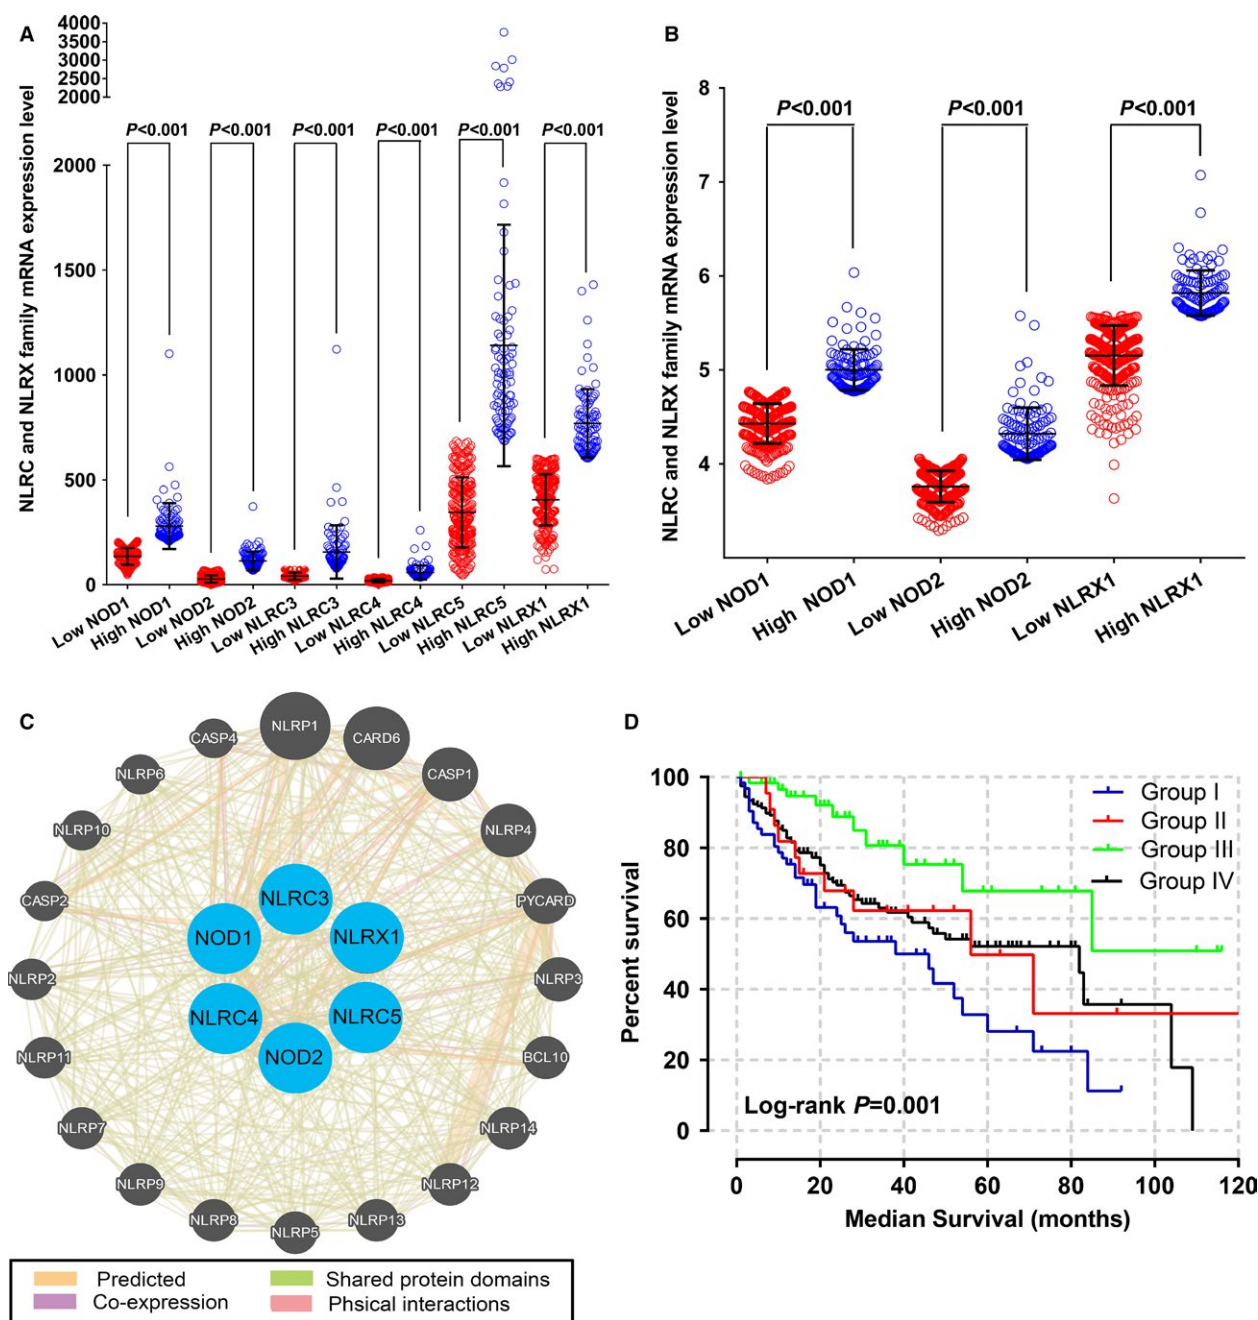 A
NLRC and NLRX family mRNA expression level
4000
3500
3000
2500
2000
P<0.001 P<0.001 P<0.001 P<0.001 P<0.001 P<0.001
2000
1500
1000
500
0
Low NOD1
High NOD1
Low NOD2
High NOD2
Low NLRC3
High NLRC3
Low NLRC4
High NLRC4
Low NLRC5
High NLRC5
Low NLRX1
High NLRX1
B
NLRC and NLRX family mRNA expression level
8
7
6
5
4
P<0.001 P<0.001 P<0.001
Low NOD1
High NOD1
Low NOD2
High NOD2
Low NLRX1
High NLRX1
C
NLRP1
CARD6
CASP1
NLRP4
PYCARD
NLRP3
BCL10
NLRP14
NLRP12
NLRP13
NLRP5
NLRP8
NLRP9
NLRP7
NLRP11
NLRP2
CASP2
NLRP10
NLRP6
CASP4
NLRC3
NLRX1
NLRC5
NOD2
NLRC4
NOD1
Predicted
Co-expression
Shared protein domains
Phsical interactions
D
Percent survival
100
80
60
40
20
0
Group I
Group II
Group III
Group IV
Log-rank P=0.001
0 20 40 60 80 100 120
Median Survival (months)